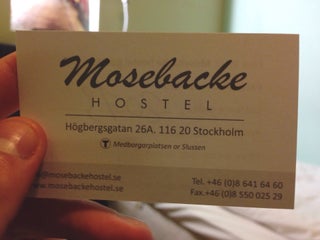 Mosebacke
HOSTEL
Högbergsgatan 26A. 116 20 Stockholm
T Medborgarplatsen or Slussen
@mosebackehostel.se
www.mosebackehostel.se
Tel. +46 (0)8 641 64 60
Fax.+46 (0)8 550 025 29